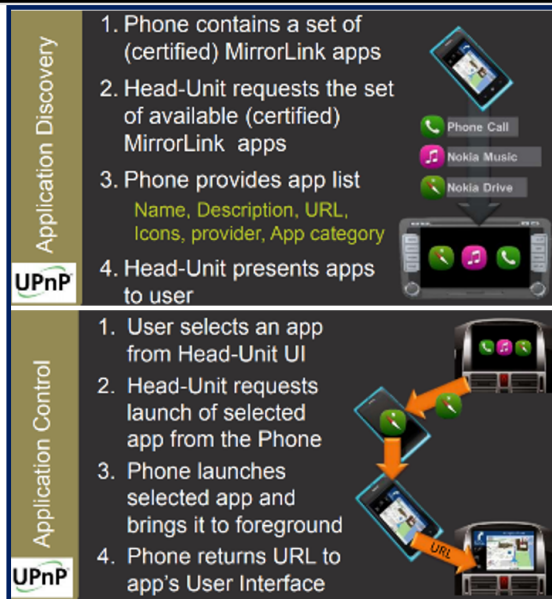 Application Discovery
UPnP
1. Phone contains a set of
(certified) MirrorLink apps
2. Head-Unit requests the set
of available (certified)
MirrorLink apps
3. Phone provides app list
Name, Description, URL,
Icons, provider, App category
4. Head-Unit presents apps
to user
Phone Call
Nokia Music
Nokia Drive
Application Control
UPnP
1. User selects an app
from Head-Unit UI
2. Head-Unit requests
launch of selected
app from the Phone
3. Phone launches
selected app and
brings it to foreground
4. Phone returns URL to
app's User Interface
URL